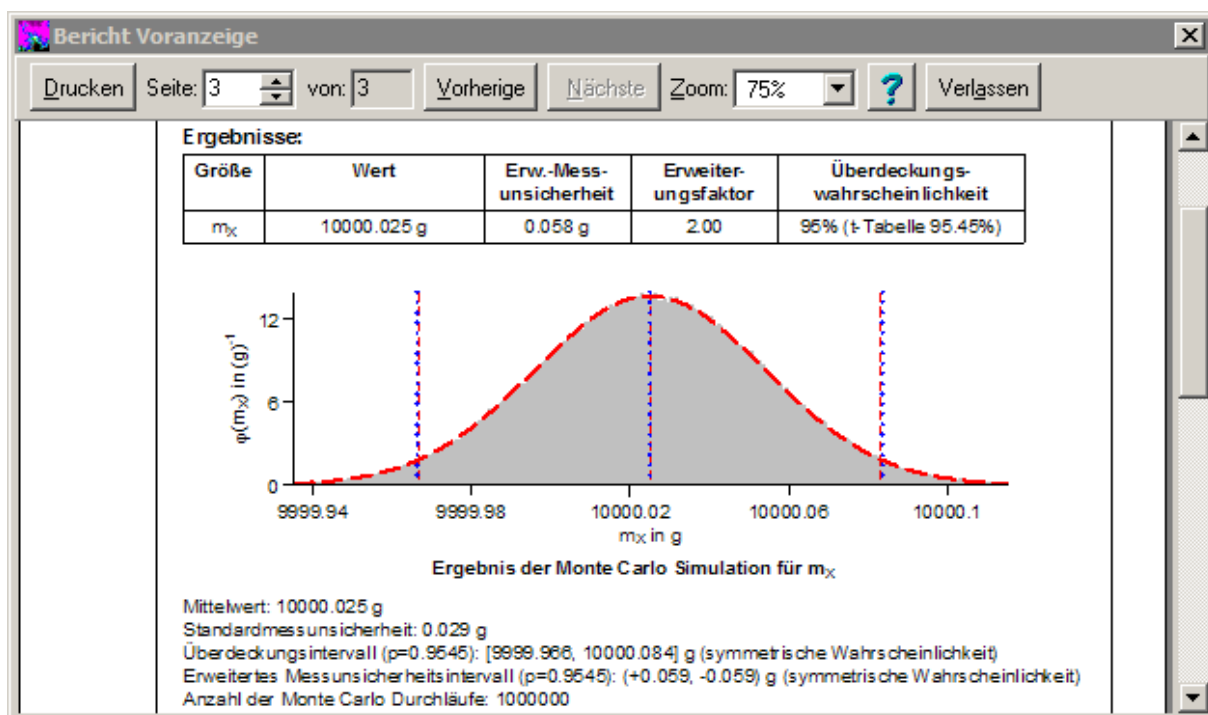 Bericht Voranzeige
Drucken Seite: 3 von: 3 Vorherige Nächste Zoom: 75% ? Verlassen
Ergebnisse:
Größe Wert Erw.-Mess- Erweiter- Überdeckungs-
unsicherheit ungsfaktor wahrscheinlichkeit
mX 10000.025 g 0.058 g 2.00 95% (t-Tabelle 95.45%)
φ(mX) in (g)⁻¹
12
6
0
9999.94 9999.98 10000.02 10000.06 10000.1
mX in g
Ergebnis der Monte Carlo Simulation für mX
Mittelwert: 10000.025 g
Standardmessunsicherheit: 0.029 g
Überdeckungsintervall (p=0.9545): [9999.966, 10000.084] g (symmetrische Wahrscheinlichkeit)
Erweitertes Messunsicherheitsintervall (p=0.9545): (+0.059, -0.059) g (symmetrische Wahrscheinlichkeit)
Anzahl der Monte Carlo Durchläufe: 1000000